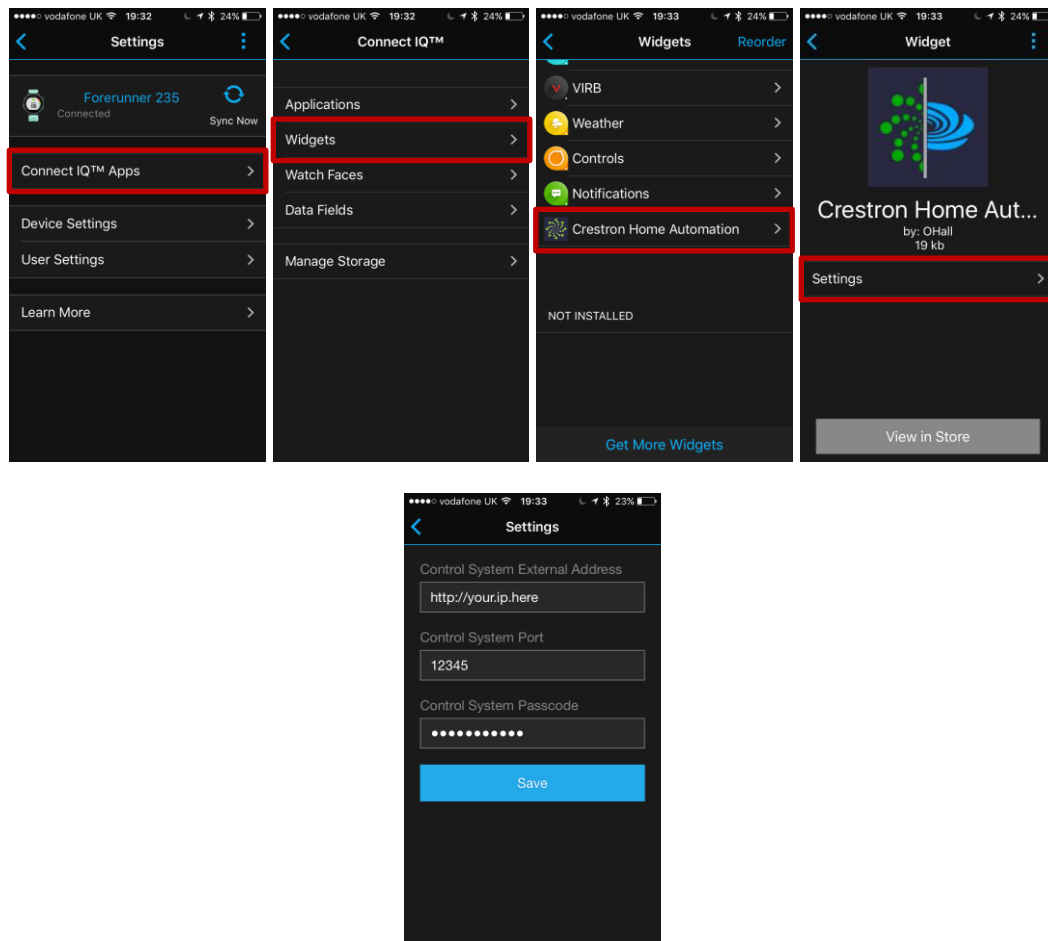 vodafone UK 19:32 24%
Settings
Forerunner 235
Connected
Sync Now
Connect IQ™ Apps
Device Settings
User Settings
Learn More
vodafone UK 19:32 24%
Connect IQ™
Applications
Widgets
Watch Faces
Data Fields
Manage Storage
vodafone UK 19:33 24%
Widgets Reorder
VIRB
Weather
Controls
Notifications
Crestron Home Automation
NOT INSTALLED
Get More Widgets
vodafone UK 19:33 24%
Widget
Crestron Home Aut...
by: OHall
19 kb
Settings
View in Store
vodafone UK 19:33 23%
Settings
Control System External Address
http://your.ip.here
Control System Port
12345
Control System Passcode
•••••••••••
Save